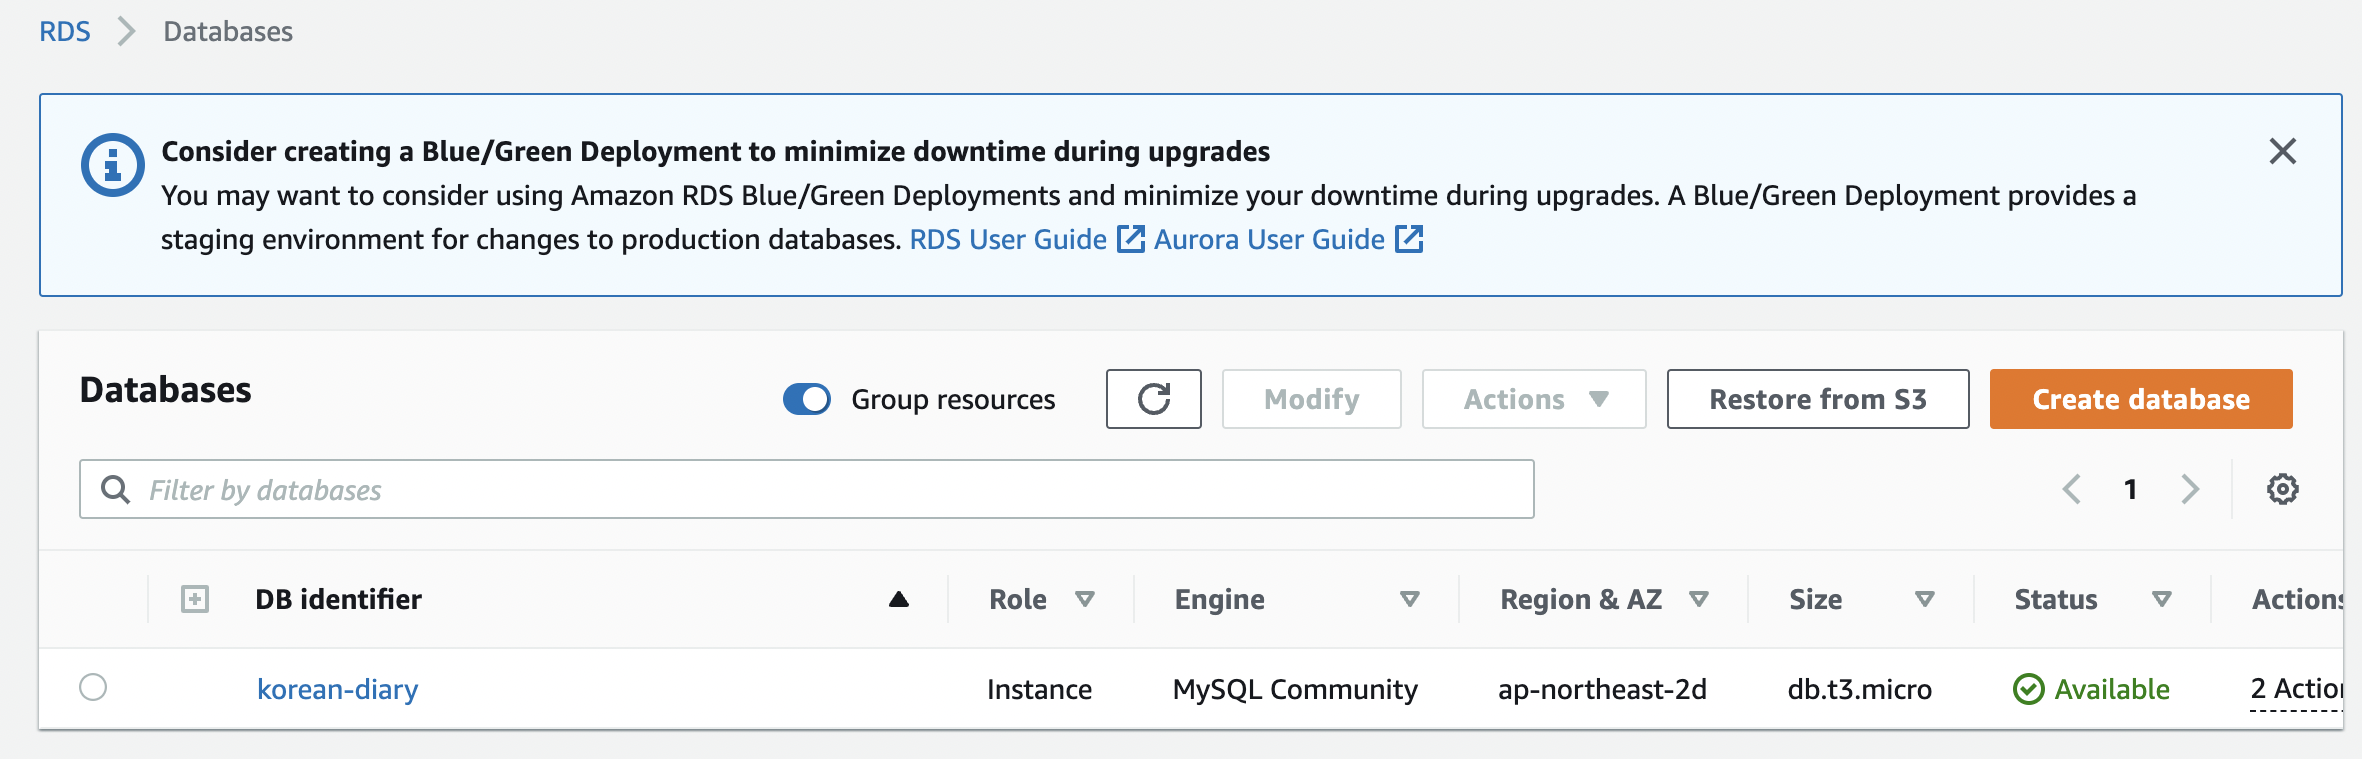 RDS > Databases
Consider creating a Blue/Green Deployment to minimize downtime during upgrades
You may want to consider using Amazon RDS Blue/Green Deployments and minimize your downtime during upgrades. A Blue/Green Deployment provides a
staging environment for changes to production databases. RDS User Guide Aurora User Guide
Databases Group resources Modify Actions Restore from S3 Create database
Filter by databases 1
DB identifier Role Engine Region & AZ Size Status Actions
korean-diary Instance MySQL Community ap-northeast-2d db.t3.micro Available 2 Actio